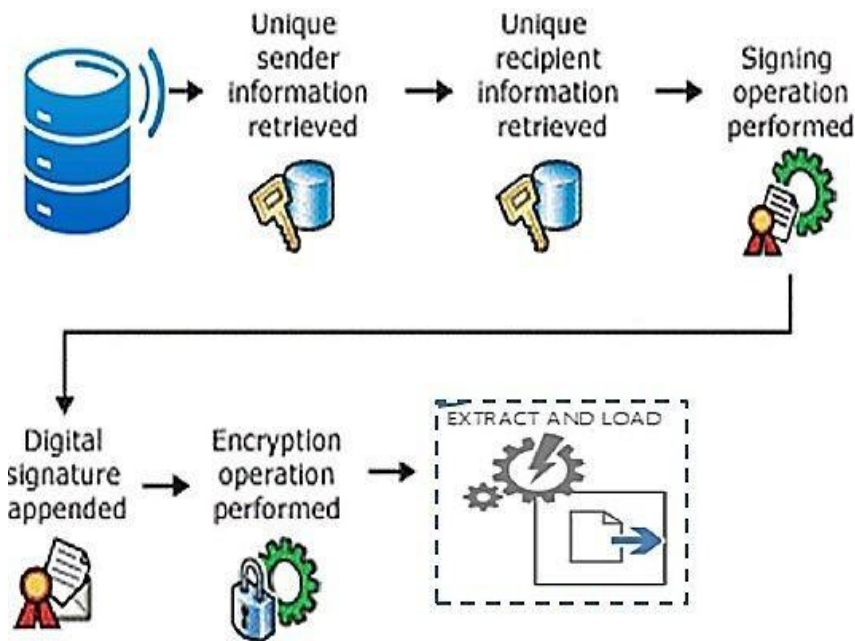 Unique
sender
information
retrieved
Unique
recipient
information
retrieved
Signing
operation
performed
Digital
signature
appended
Encryption
operation
performed
EXTRACT AND LOAD